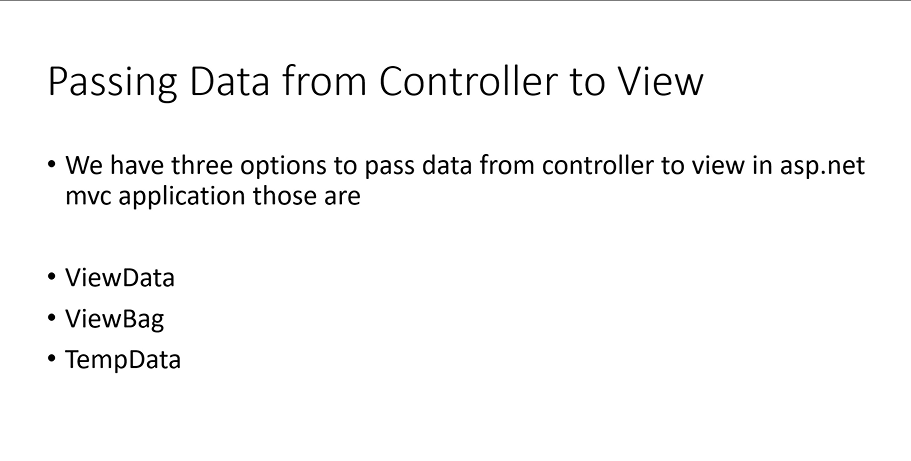 Passing Data from Controller to View
• We have three options to pass data from controller to view in asp.net
mvc application those are
• ViewData
• ViewBag
• TempData